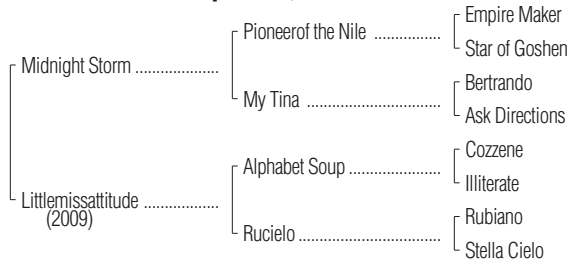 Empire Maker
Pioneerof the Nile ................
Star of Goshen
Midnight Storm ....................
Bertrando
My Tina ................................
Ask Directions
Cozzene
Alphabet Soup ......................
Illiterate
Littlemissattitude ..................
(2009)
Rubiano
Rucielo ..................................
Stella Cielo